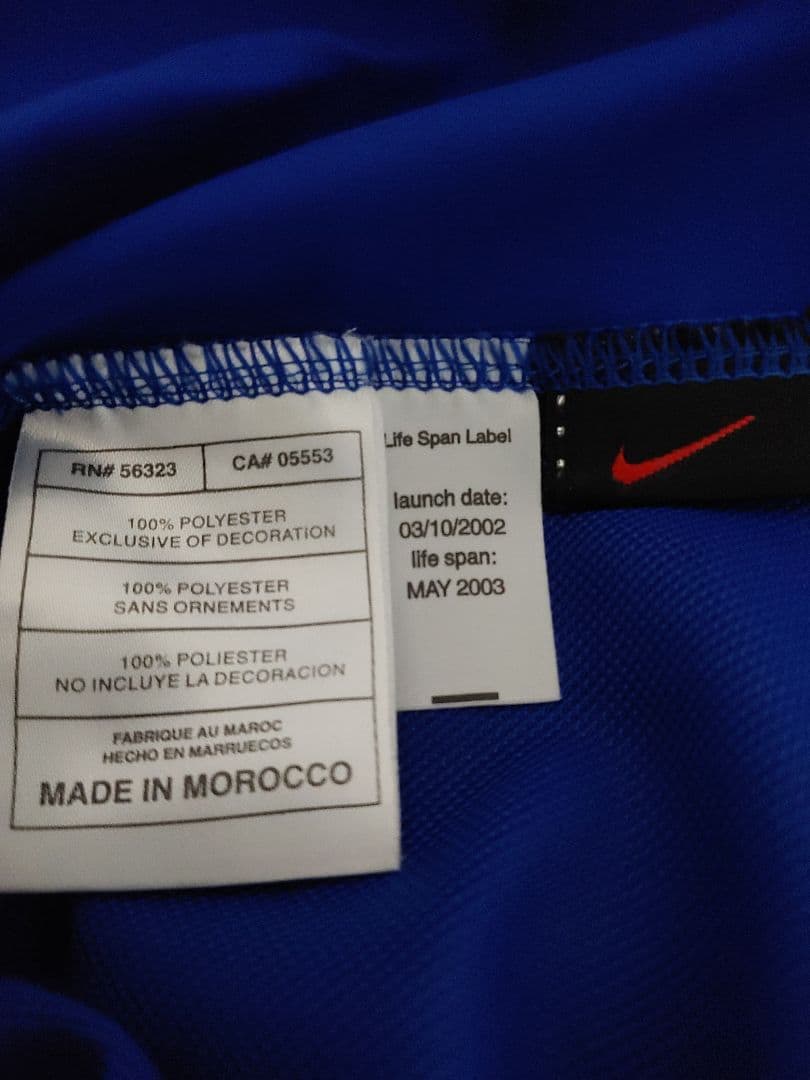 RN# 56323
CA# 05553
100% POLYESTER
EXCLUSIVE OF DECORATION
100% POLYESTER
SANS ORNEMENTS
100% POLIESTER
NO INCLUYE LA DECORACION
FABRIQUE AU MAROC
HECHO EN MARRUECOS
MADE IN MOROCCO
Life Span Label
launch date:
03/10/2002
life span:
MAY 2003